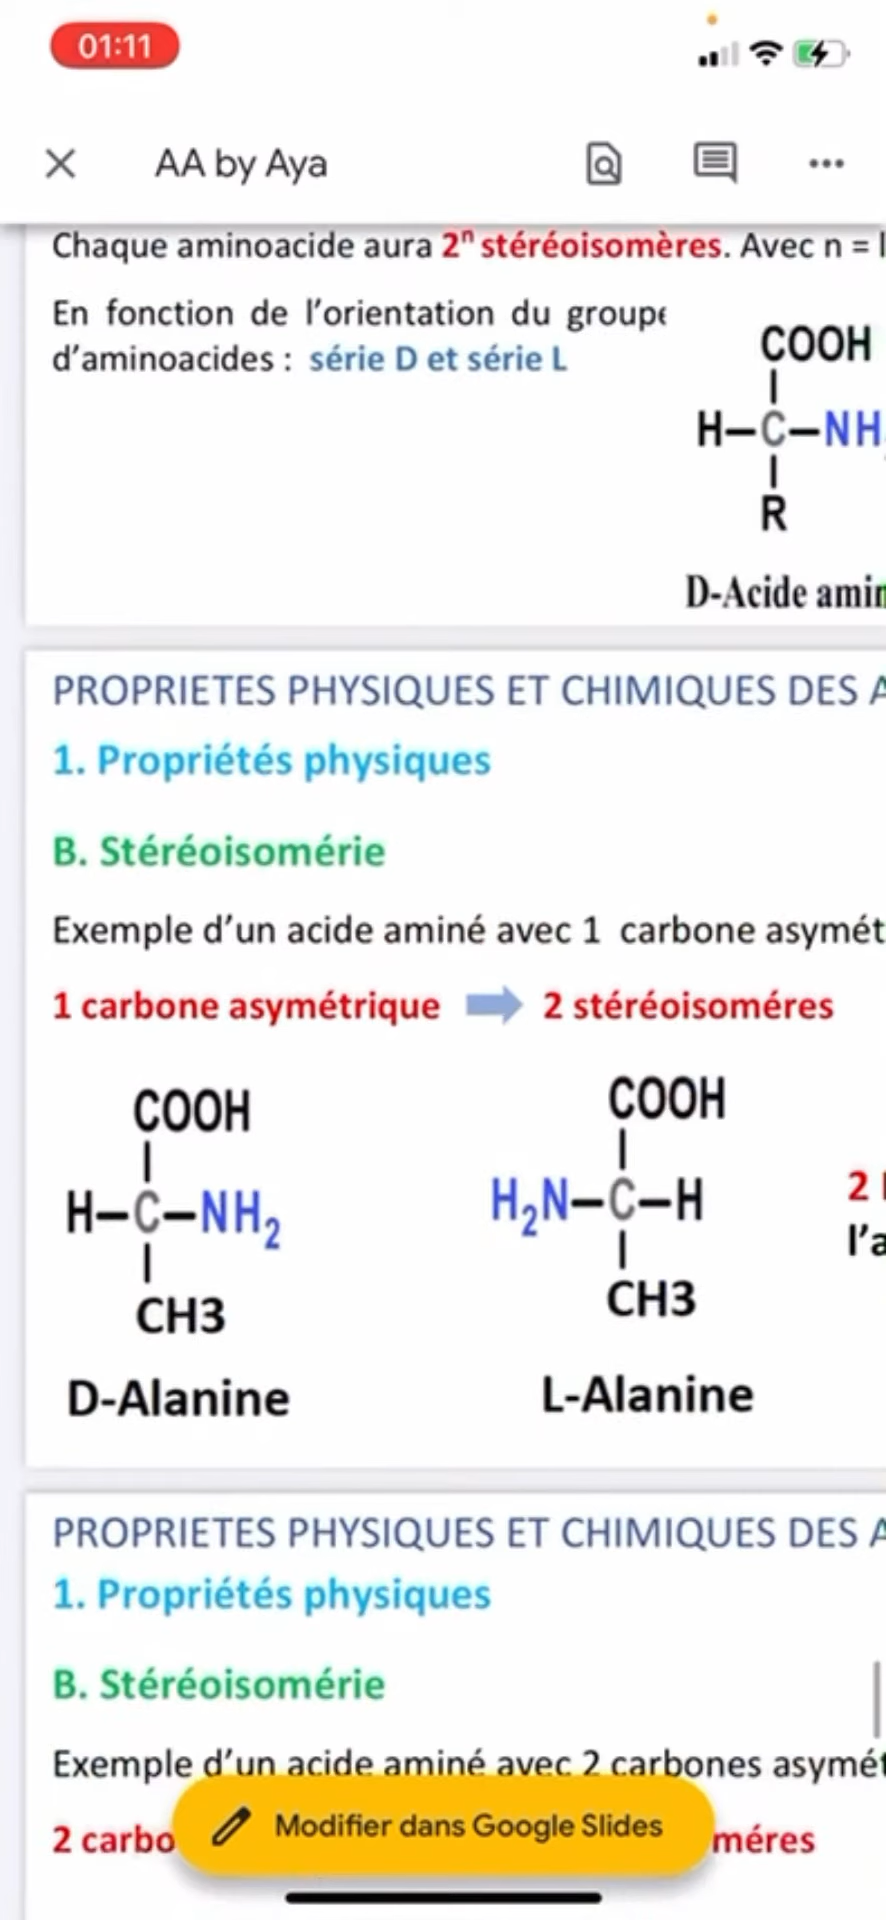 01:11
AA by Aya
Chaque aminoacide aura 2ⁿ stéréoisomères. Avec n =
En fonction de l'orientation du groupe
d'aminoacides : série D et série L
COOH
H–C–NH
R
D-Acide
PROPRIETES PHYSIQUES ET CHIMIQUES DES A
1. Propriétés physiques
B. Stéréoisomérie
Exemple d'un acide aminé avec 1 carbone asymét
1 carbone asymétrique 2 stéréoisoméres
COOH COOH
H–C–NH₂ H₂N–C–H 2
l'a
CH3 CH3
D-Alanine L-Alanine
PROPRIETES PHYSIQUES ET CHIMIQUES DES A
1. Propriétés physiques
B. Stéréoisomérie
Exemple d'un acide aminé avec 2 carbones asymét
2 carbo méres
Modifier dans Google Slides